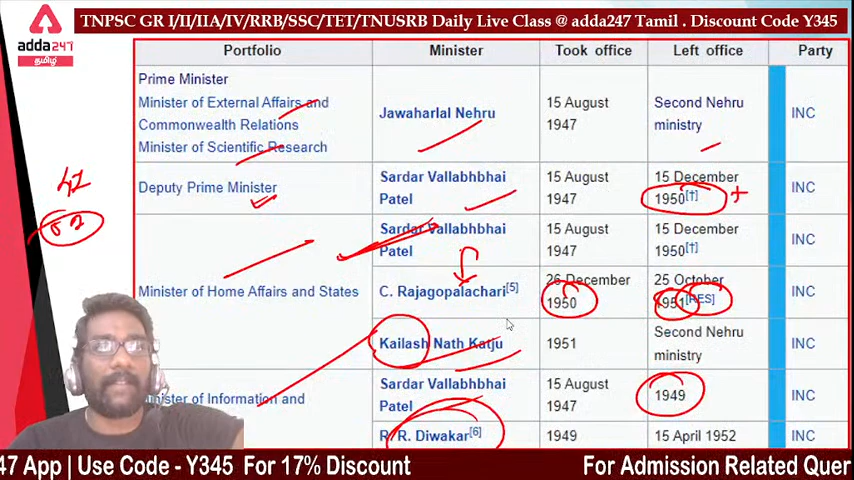 TNPSC GR I/II/IIA/IV/RRB/SSC/TET/TNUSRB Daily Live Class @ adda247 Tamil . Discount Code Y345
adda247
தமிழ்
Portfolio Minister Took office Left office Party
Prime Minister
Minister of External Affairs and
Commonwealth Relations
Minister of Scientific Research
Jawaharlal Nehru
15 August
1947
Second Nehru
ministry
INC
Deputy Prime Minister
Sardar Vallabhbhai
Patel
15 August
1947
15 December
1950[†]
INC
Minister of Home Affairs and States
Sardar Vallabhbhai
Patel
15 August
1947
15 December
1950[†]
INC
C. Rajagopalachari[5]
26 December
1950
25 October
1951[RES]
INC
Kailash Nath Katju
1951
Second Nehru
ministry
INC
Minister of Information and
Sardar Vallabhbhai
Patel
15 August
1947
1949
INC
R. R. Diwakar[6]
1949
15 April 1952
INC
47
52
47 App | Use Code - Y345 For 17% Discount
For Admission Related Quer